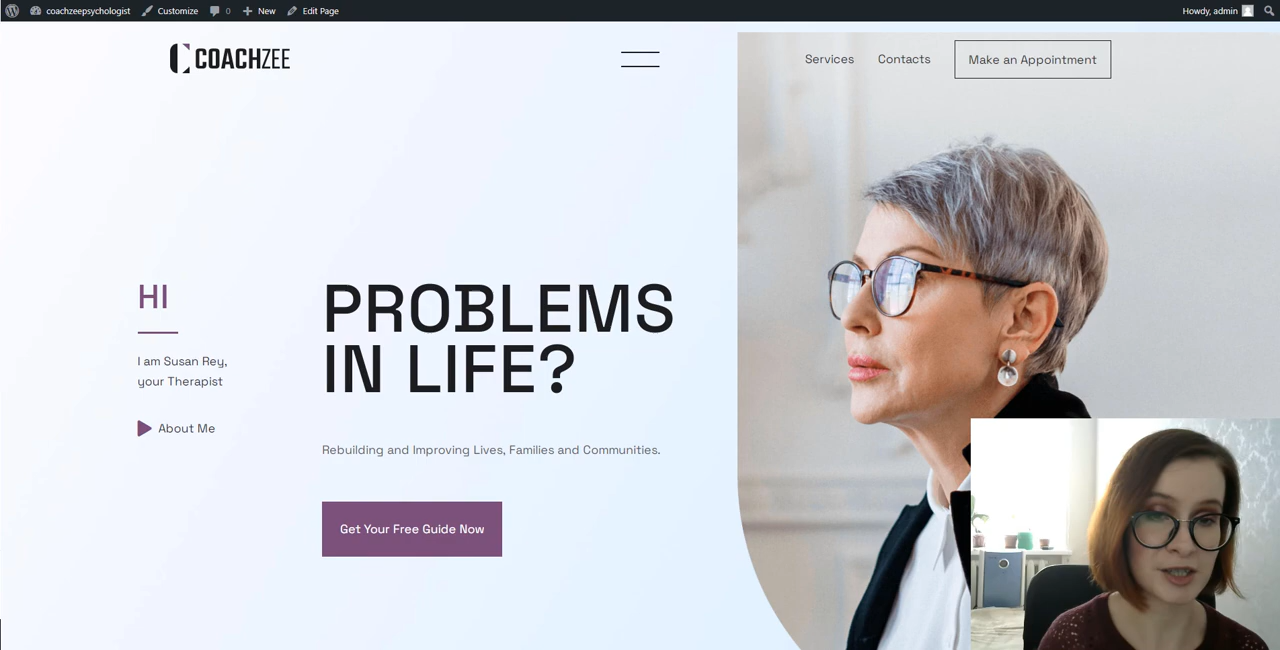 coachzeepsychologist
Customize
0
New
Edit Page
Howdy, admin
COACHZEE
Services
Contacts
Make an Appointment
HI
I am Susan Rey,
your Therapist
About Me
PROBLEMS
IN LIFE?
Rebuilding and Improving Lives, Families and Communities.
Get Your Free Guide Now